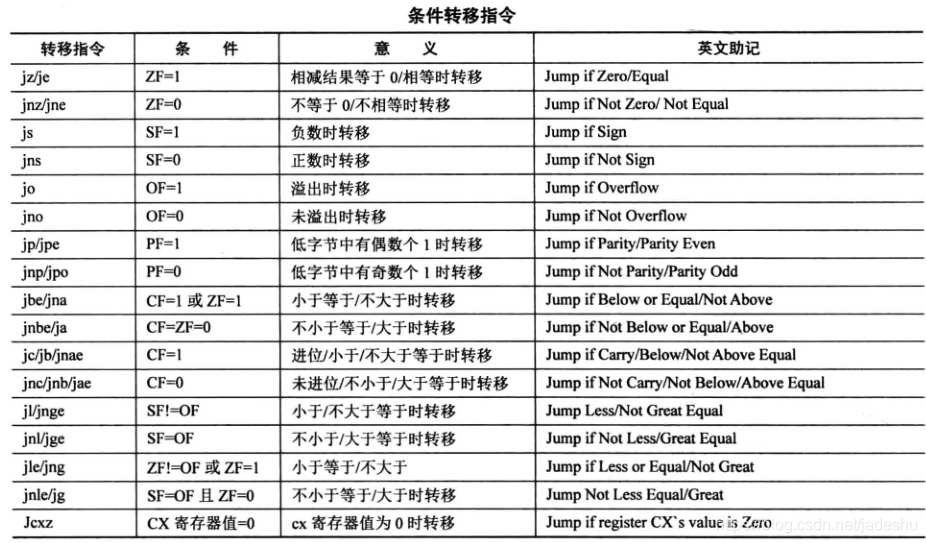 条件转移指令
转移指令 条 件 意 义 英文助记
jz/je ZF=1 相减结果等于 0/相等时转移 Jump if Zero/Equal
jnz/jne ZF=0 不等于 0/不相等时转移 Jump if Not Zero/ Not Equal
js SF=1 负数时转移 Jump if Sign
jns SF=0 正数时转移 Jump if Not Sign
jo OF=1 溢出时转移 Jump if Overflow
jno OF=0 未溢出时转移 Jump if Not Overflow
jp/jpe PF=1 低字节中有偶数个 1 时转移 Jump if Parity/Parity Even
jnp/jpo PF=0 低字节中有奇数个 1 时转移 Jump if Not Parity/Parity Odd
jbe/jna CF=1 或 ZF=1 小于等于/不大于时转移 Jump if Below or Equal/Not Above
jnbe/ja CF=ZF=0 不小于等于/大于时转移 Jump if Not Below or Equal/Above
jc/jb/jnae CF=1 进位/小于/不大于等于时转移 Jump if Carry/Below/Not Above Equal
jnc/jnb/jae CF=0 未进位/不小于/大于等于时转移 Jump if Not Carry/Not Below/Above Equal
jl/jnge SF!=OF 小于/不大于等于时转移 Jump Less/Not Great Equal
jnl/jge SF=OF 不小于/大于等于时转移 Jump if Not Less/Great Equal
jle/jng ZF!=OF 或 ZF=1 小于等于/不大于 Jump if Less or Equal/Not Great
jnle/jg SF=OF 且 ZF=0 不小于等于/大于时转移 Jump Not Less Equal/Great
Jcxz CX 寄存器值=0 cx 寄存器值为 0 时转移 Jump if register CX`s value is Zero
blog.csdn.net/jadeshu